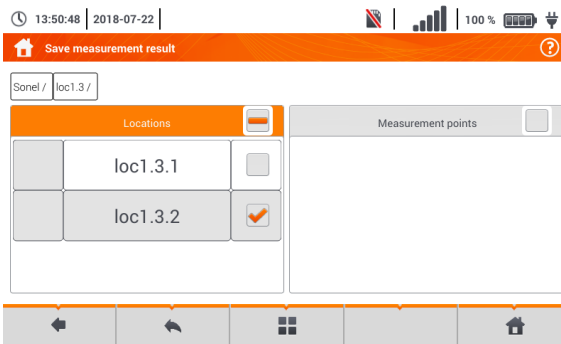 13:50:48 2018-07-22 100 %
Save measurement result ?
Sonel / loc1.3 /
Locations Measurement points
loc1.3.1
loc1.3.2